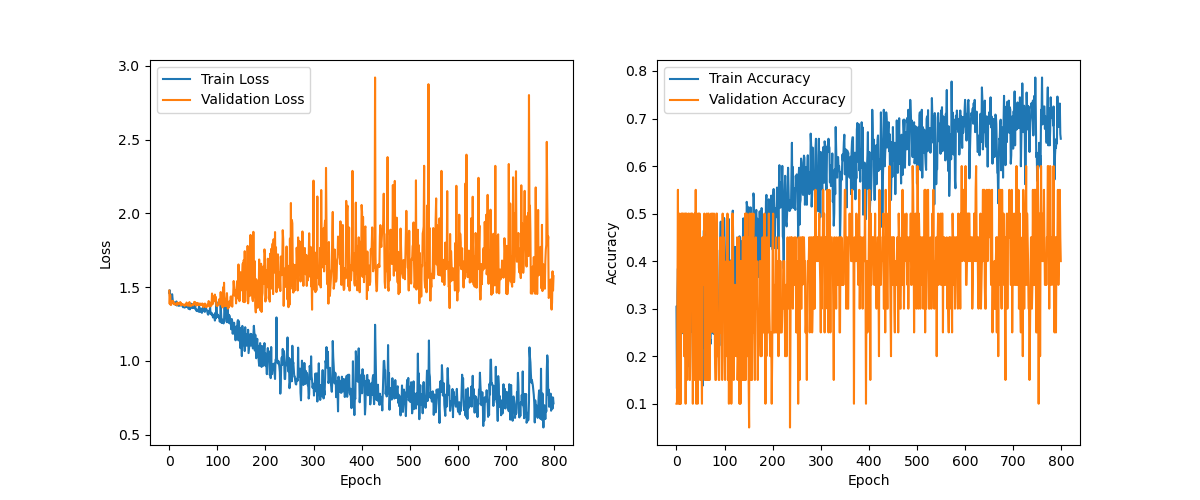 3.0
2.5
2.0
1.5
1.0
0.5
Loss
Train Loss
Validation Loss
0 100 200 300 400 500 600 700 800
Epoch
0.8
0.7
0.6
0.5
0.4
0.3
0.2
0.1
Accuracy
Train Accuracy
Validation Accuracy
0 100 200 300 400 500 600 700 800
Epoch